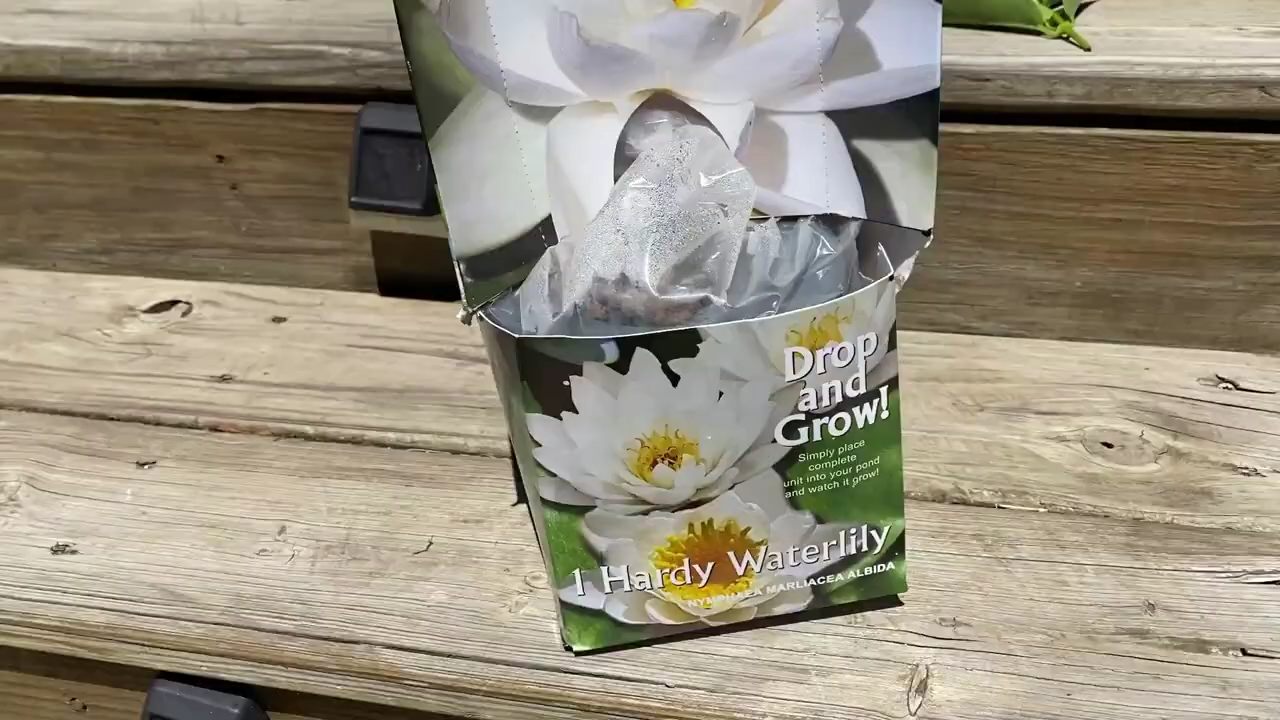 Drop
and
Grow!
Simply place
complete
unit into your pond
and watch it grow!
1 Hardy Waterlily
NYMPHAEA MARLIACEA ALBIDA